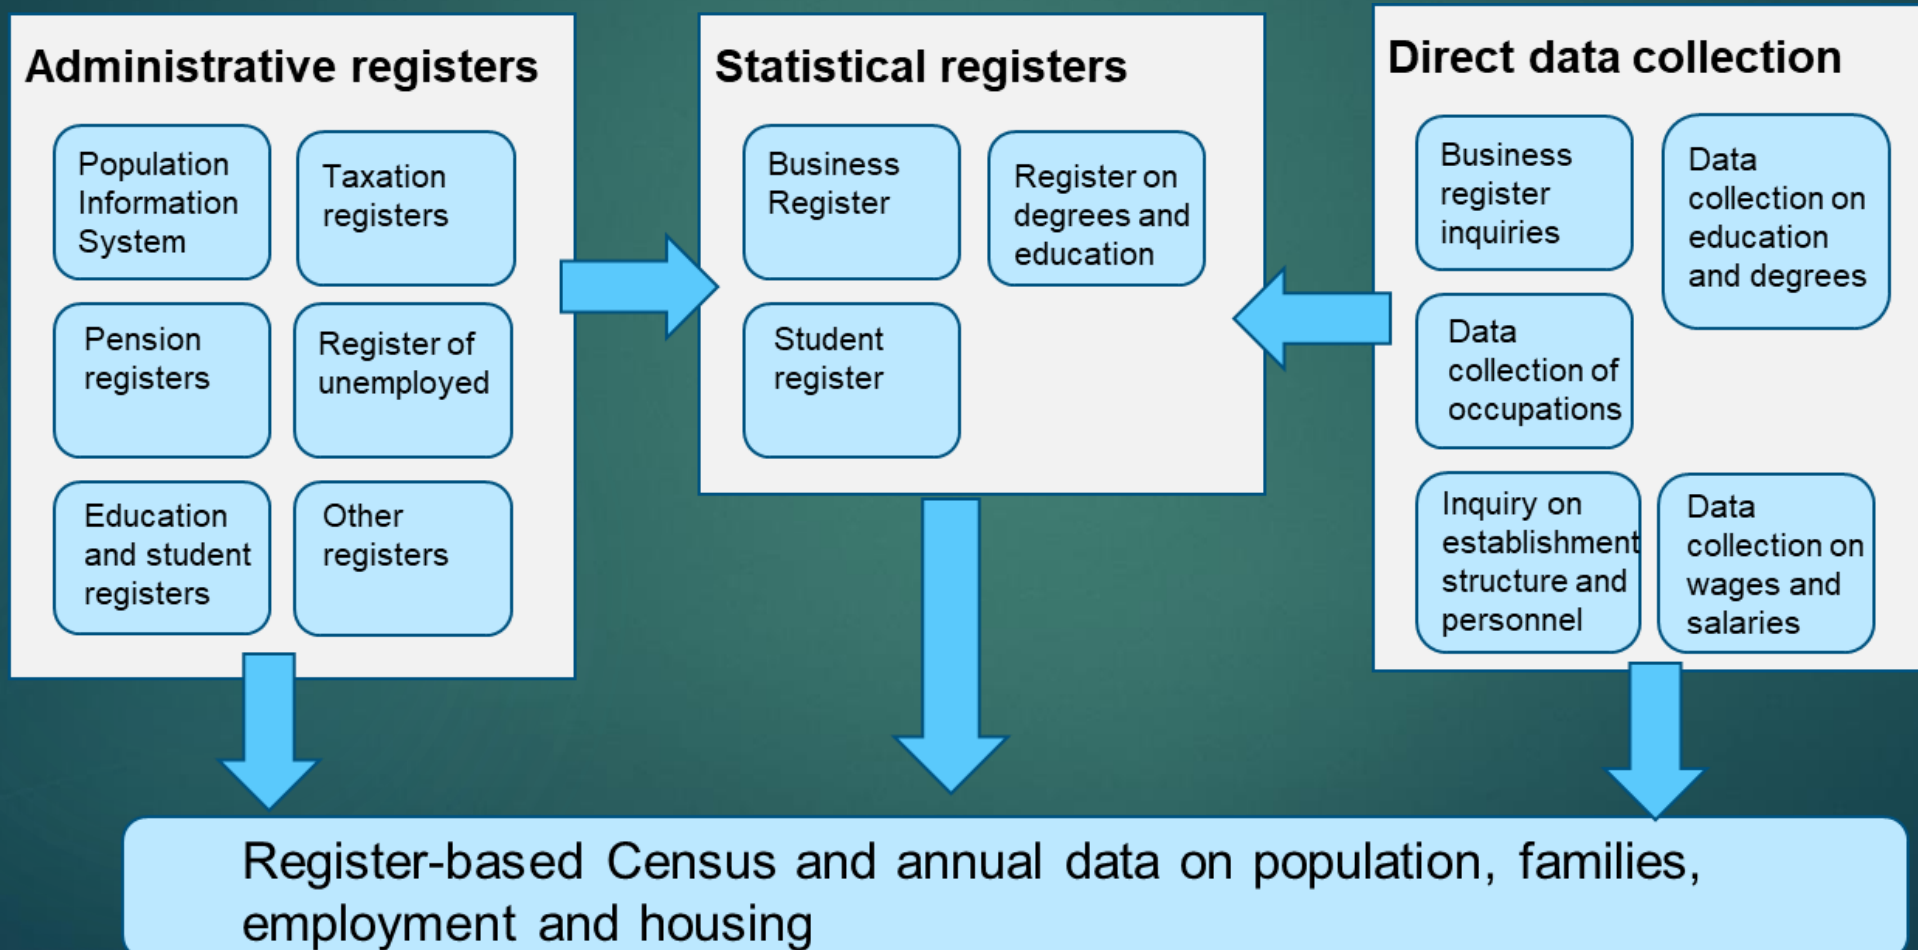 Administrative registers
Population
Information
System
Taxation
registers
Pension
registers
Register of
unemployed
Education
and student
registers
Other
registers
Statistical registers
Business
Register
Register on
degrees and
education
Student
register
Direct data collection
Business
register
inquiries
Data
collection on
education
and degrees
Data
collection of
occupations
Inquiry on
establishment
structure and
personnel
Data
collection on
wages and
salaries
Register-based Census and annual data on population, families,
employment and housing